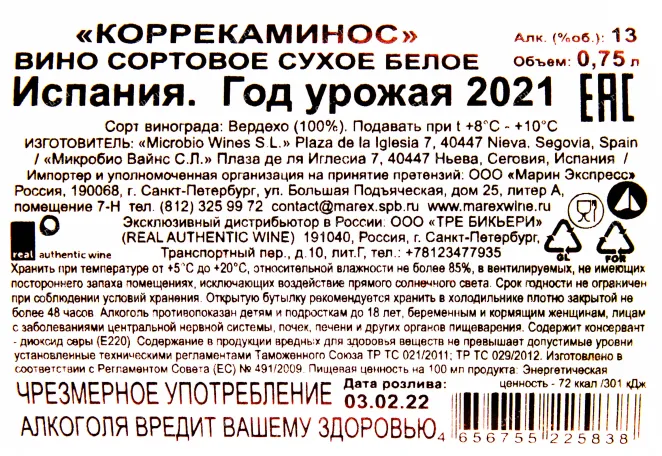 «КОРРЕКАМИНОС»
Алк. (%об.): 13
ВИНО СОРТОВОЕ СУХОЕ БЕЛОЕ
Объем: 0,75 л
Испания. Год урожая 2021
EAC
Сорт винограда: Вердехо (100%). Подавать при t +8°C - +10°C
ИЗГОТОВИТЕЛЬ: «Microbio Wines S.L.» Plaza de la Iglesia 7, 40447 Nieva, Segovia, Spain
/ «Микробио Вайнс С.Л.» Плаза де ля Иглесиа 7, 40447 Ньева, Сеговия, Испания /
Импортер и уполномоченная организация на принятие претензий: ООО «Марин Экспресс»
Россия, 190068, г. Санкт-Петербург, ул. Большая Подъяческая, дом 25, литер А,
помещение 7-Н тел. (812) 325 99 72 contact@marex.spb.ru www.marexwine.ru
Эксклюзивный дистрибьютор в России: ООО «ТРЕ БИКЬЕРИ»
(REAL AUTHENTIC WINE) 191040, Россия, г. Санкт-Петербург,
Транспортный пер., д.10, лит.Г, тел.: +78123477935
real authentic wine
GL
FOR
Хранить при температуре от +5°C до +20°C, относительной влажности не более 85%, в вентилируемых, не имеющих
постороннего запаха помещениях, исключающих воздействие прямого солнечного света. Срок годности не ограничен
при соблюдении условий хранения. Открытую бутылку рекомендуется хранить в холодильнике плотно закрытой не
более 48 часов. Алкоголь противопоказан детям и подросткам до 18 лет, беременным и кормящим женщинам, лицам
с заболеваниями центральной нервной системы, почек, печени и других органов пищеварения. Содержит консервант
- диоксид серы (E220). Содержание в продукции вредных для здоровья веществ не превышает допустимые уровни
установленные техническими регламентами Таможенного Союза ТР ТС 021/2011; ТР ТС 029/2012. Изготовлено в
соответствии с Регламентом Совета (ЕС) № 491/2009. Пищевая ценность на 100 мл продукта: Энергетическая
ценность - 72 ккал /301 кДж
ЧРЕЗМЕРНОЕ УПОТРЕБЛЕНИЕ
АЛКОГОЛЯ ВРЕДИТ ВАШЕМУ ЗДОРОВЬЮ
Дата розлива:
03.02.22
4 656755 225838